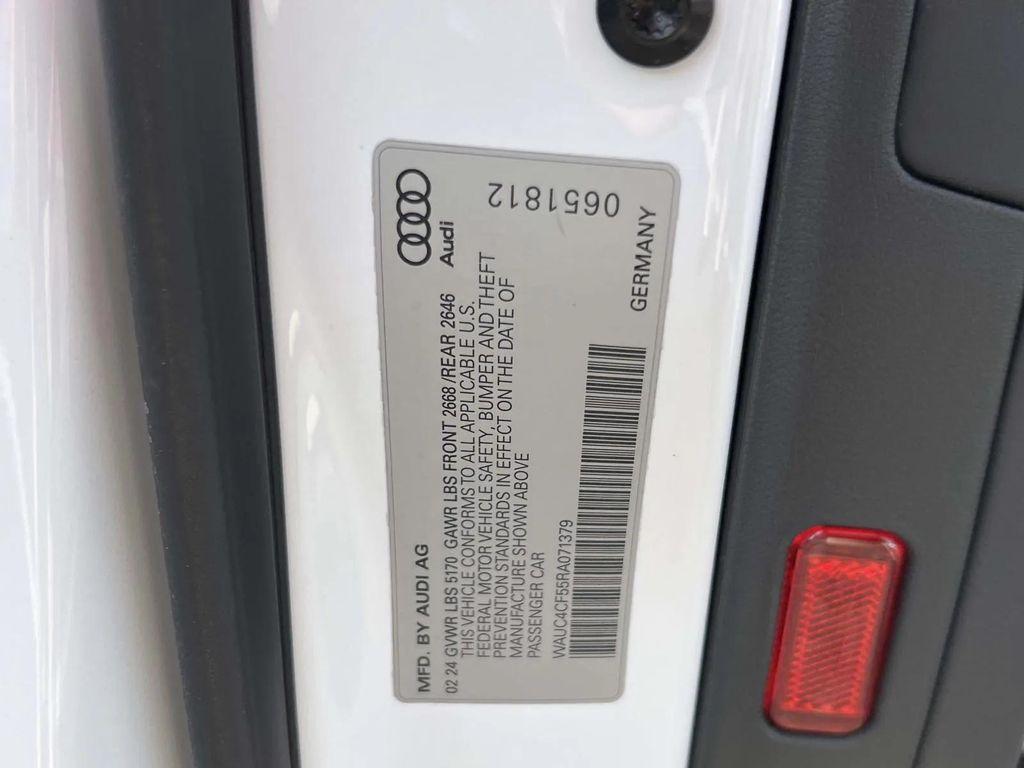 MFD. BY AUDI AG
Audi
02 24 GVWR LBS 5170 GAWR LBS FRONT 2668 /REAR 2646
THIS VEHICLE CONFORMS TO ALL APPLICABLE U.S.
FEDERAL MOTOR VEHICLE SAFETY, BUMPER AND THEFT
PREVENTION STANDARDS IN EFFECT ON THE DATE OF
MANUFACTURE SHOWN ABOVE
PASSENGER CAR
WAUC4CF55RA071379
GERMANY
0651812